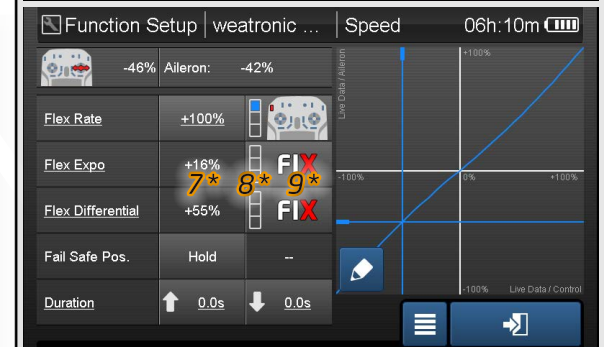 Function Setup weatronic ... Speed 06h:10m
-46% Aileron: -42%
Live Data / Aileron
+100%
Flex Rate +100%
Flex Expo +16% FIX
7* 8* 9*
-100% 0% +100%
Flex Differential +55% FIX
Fail Safe Pos. Hold --
-100% Live Data / Control
Duration 0.0s 0.0s